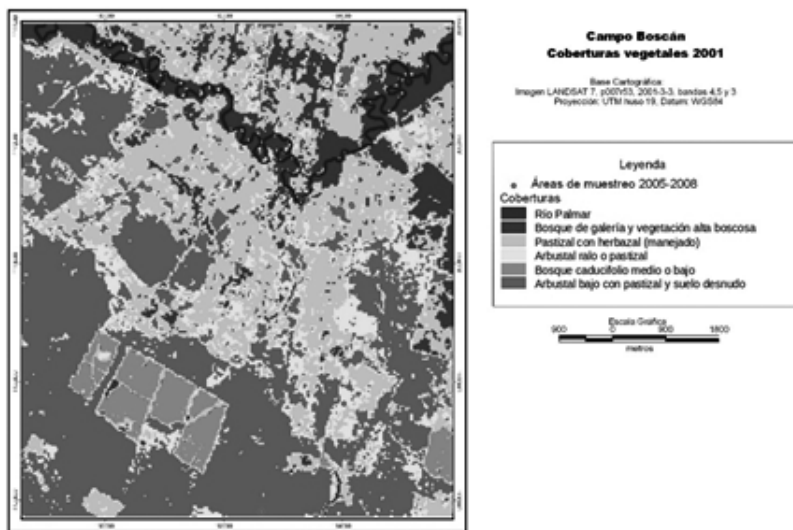 Campo Boscán
Coberturas vegetales 2001
Base Cartográfica:
Imagen LANDSAT 7, p007r53, 2001-3-3, bandas 4,5 y 3
Proyección: UTM huso 19, Datum: WGS84
Leyenda
Áreas de muestreo 2005-2008
Coberturas
Río Palmar
Bosque de galería y vegetación alta boscosa
Pastizal con herbazal (manejado)
Arbustal ralo o pastizal
Bosque caducifolio medio o bajo
Arbustal bajo con pastizal y suelo desnudo
Escala Gráfica
900 0 900 1800
metros